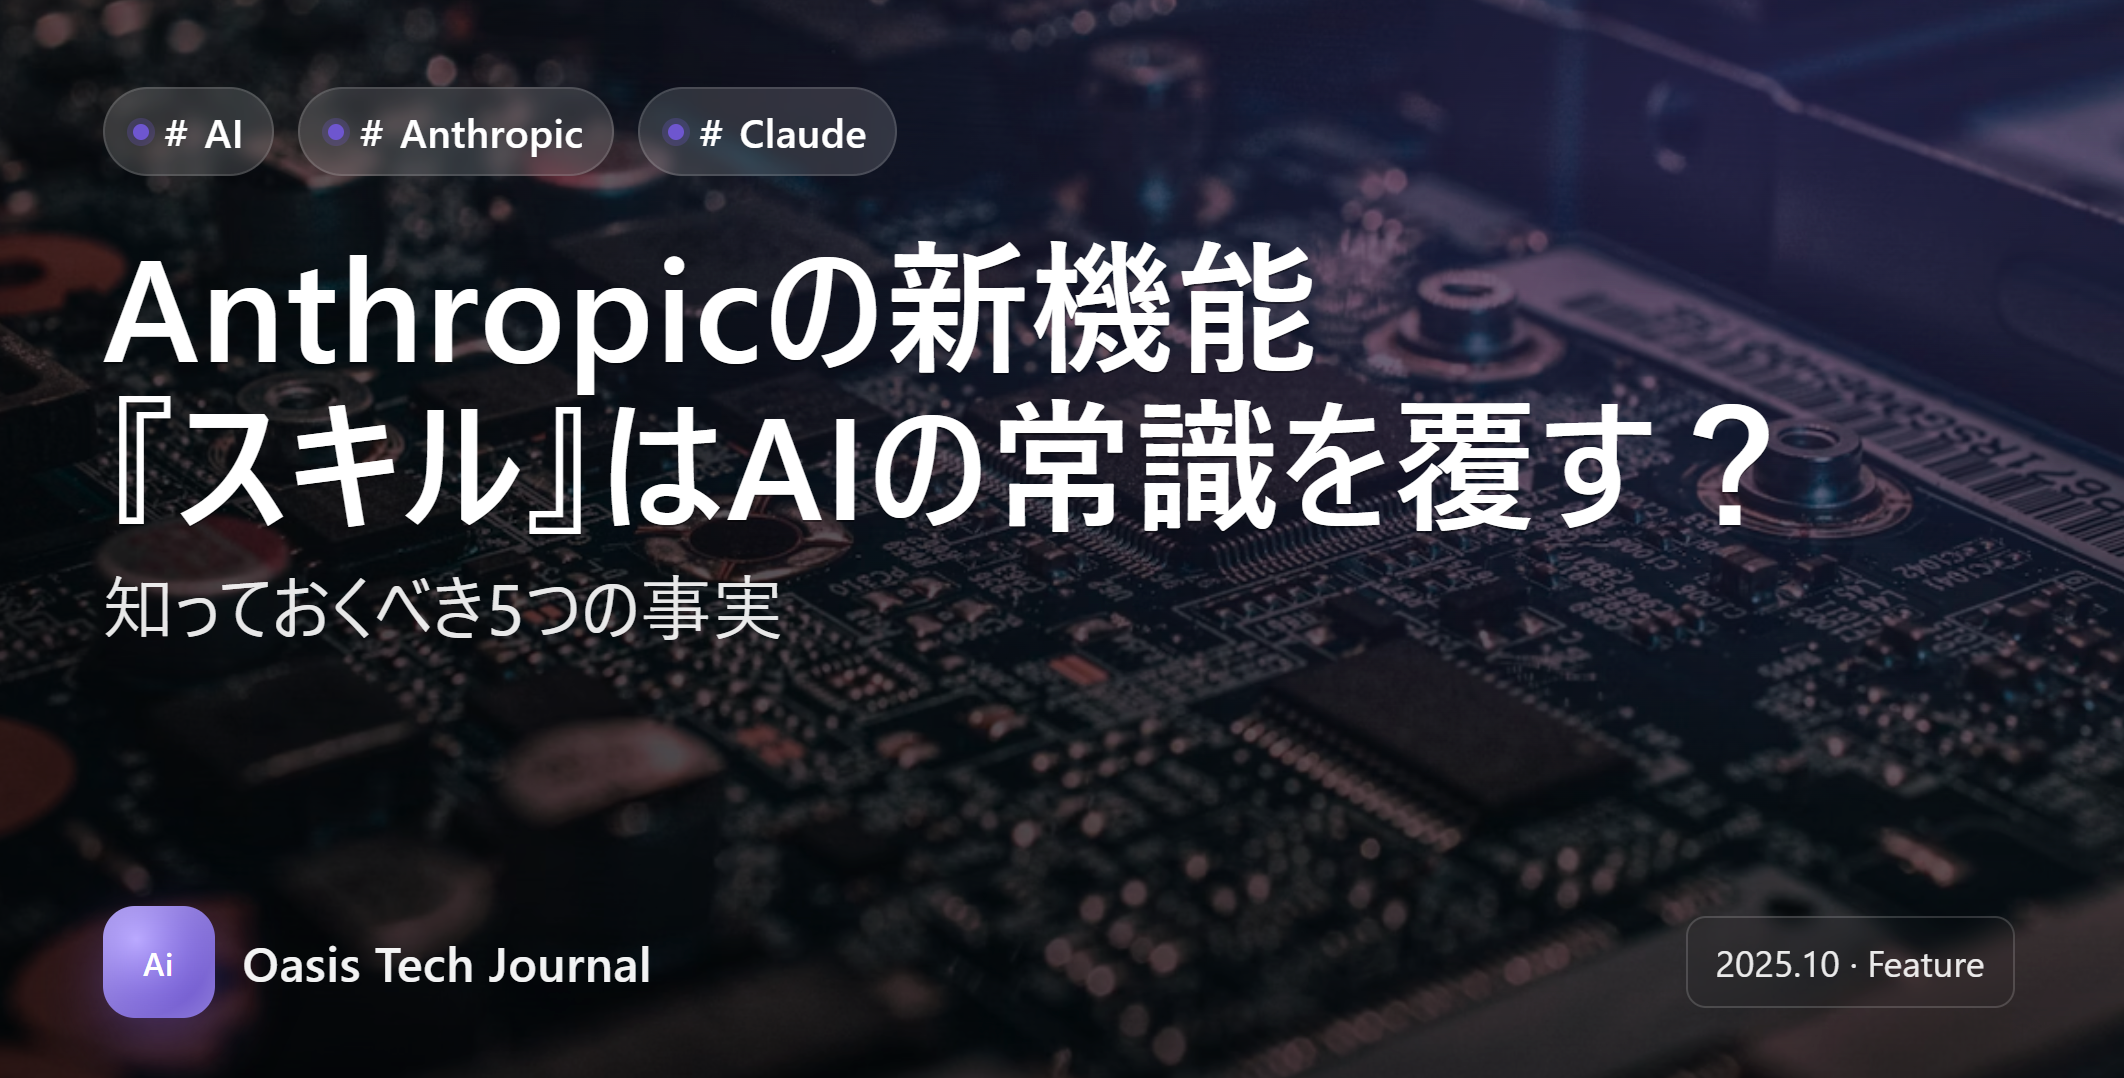 # AI
# Anthropic
# Claude
Anthropicの新機能
『スキル』はAIの常識を覆す？
知っておくべき5つの事実
Ai
Oasis Tech Journal
2025.10 · Feature